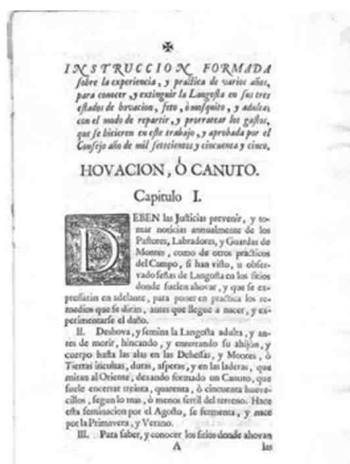 INSTRUCCION FORMADA
sobre la experiencia, y practica de varios años,
para conocer, y extinguir la Langosta en sus tres
estados de hovacion, feto, ò mosquito, y adultas
con el modo de repartir, y prorratear los gastos,
que se hicieren en este trabajo, y aprobada por el
Consejo año de mil setecientos y cincuenta y cinco.
HOVACION, Ò CANUTO.
Capitulo I.
DEBEN las Justicias prevenir, y to-
mar noticias annualmente de los
Pastores, Labradores, y Guardas de
Montes, como de otros practicos
del Campo, si han visto, u obser-
vado señas de Langosta en los sitios
donde suelen ahovar, y que se ex-
pressaràn en adelante, para poner en practica los re-
medios que se diràn, antes que llegue à nacer, y ex-
perimentarse el daño.
II. Deshova, y semina la Langosta adulta, y an-
tes de morir, hincando, y enterrando su ahijòn, y
cuerpo hasta las alas en las Dehessas, y Montes, ò
Tierras incultas, duras, asperas, y en las laderas, que
miran al Oriente, dexando formado un Canuto, que
suele encerrar treinta, quarenta, ò cincuenta huevе-
cillos, segun lo mas, ò menos fertil del terreno. Hace
esta seminacion por el Agosto, se fermenta, y nace
por la Primavera, y Verano.
III. Para saber, y conocer los sitios donde ahovan
A las